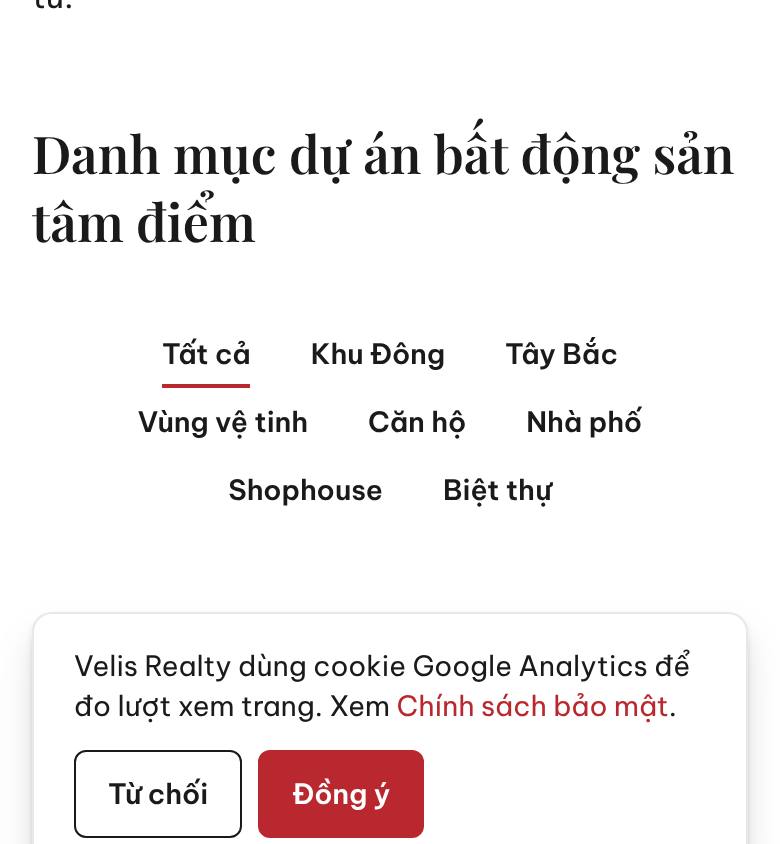 tư.
Danh mục dự án bất động sản
tâm điểm
Tất cả Khu Đông Tây Bắc
Vùng vệ tinh Căn hộ Nhà phố
Shophouse Biệt thự
Velis Realty dùng cookie Google Analytics để
đo lượt xem trang. Xem Chính sách bảo mật.
Từ chối Đồng ý